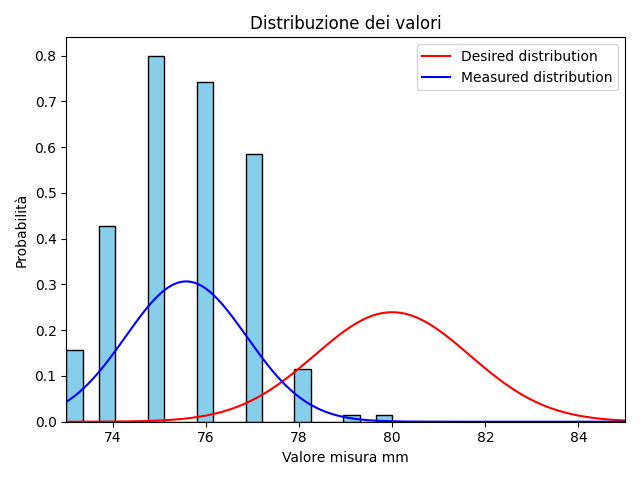 Distribuzione dei valori
Desired distribution
Measured distribution
Probabilità
0.8
0.7
0.6
0.5
0.4
0.3
0.2
0.1
0.0
74 76 78 80 82 84
Valore misura mm